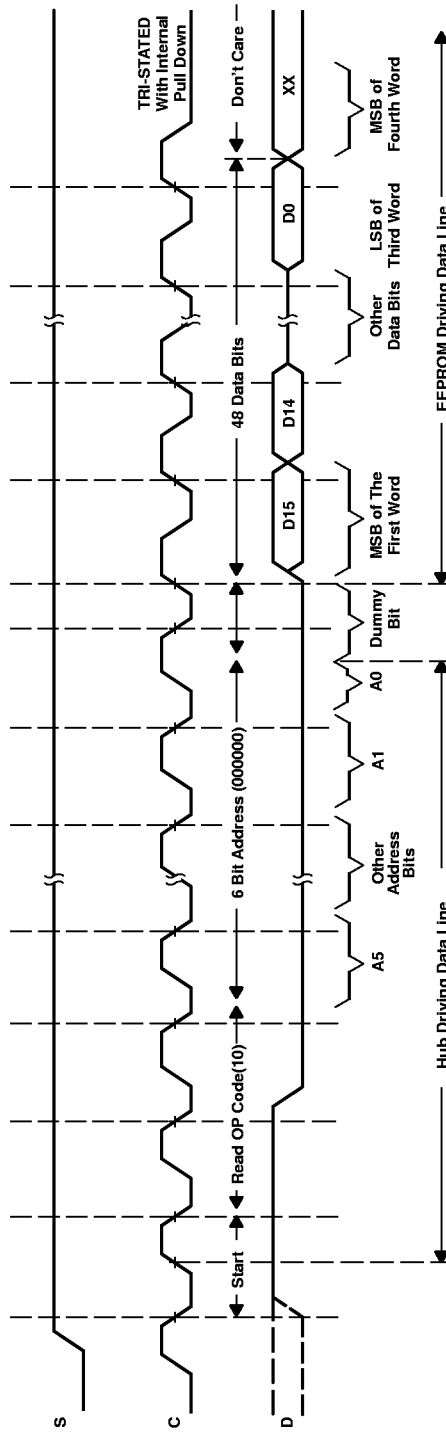 S
C
TRI-STATED
With Internal
Pull Down
Start
Read OP Code(10)
6 Bit Address (000000)
48 Data Bits
Don't Care
D
D15
D14
D0
XX
A5
Other
Address
Bits
A1
A0
Dummy
Bit
MSB of The
First Word
Other
Data Bits
LSB of
Third Word
MSB of
Fourth Word
Hub Driving Data Line
EEPROM Driving Data Line